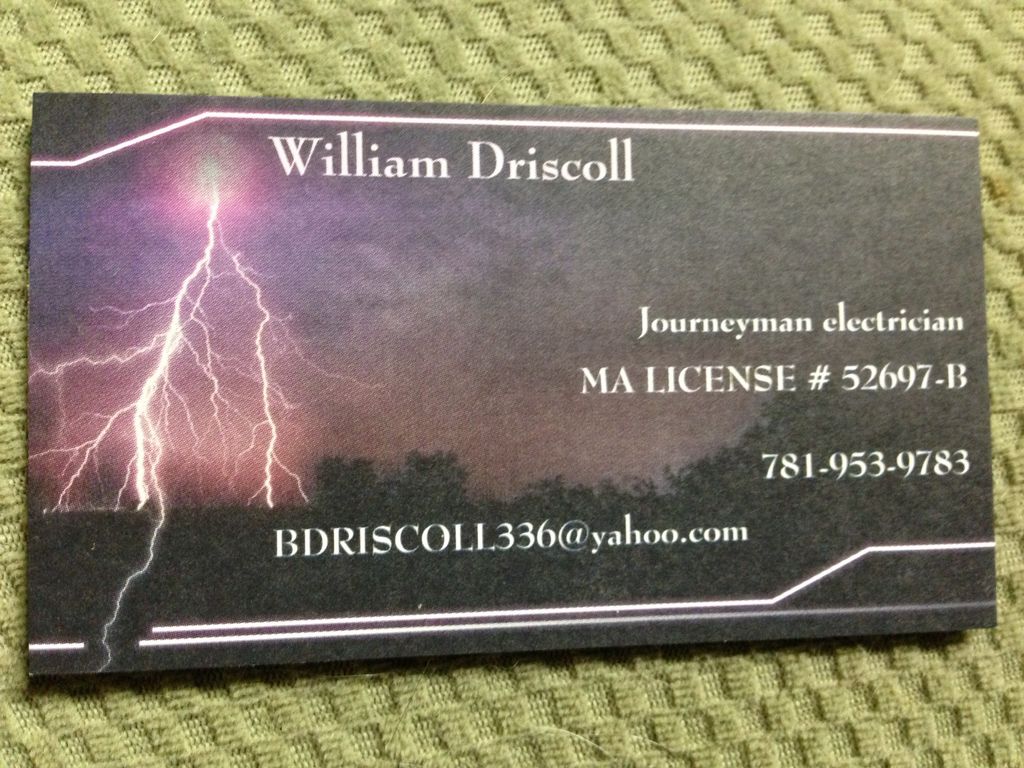 William Driscoll
Journeyman electrician
MA LICENSE # 52697-B
781-953-9783
BDRISCOLL336@yahoo.com